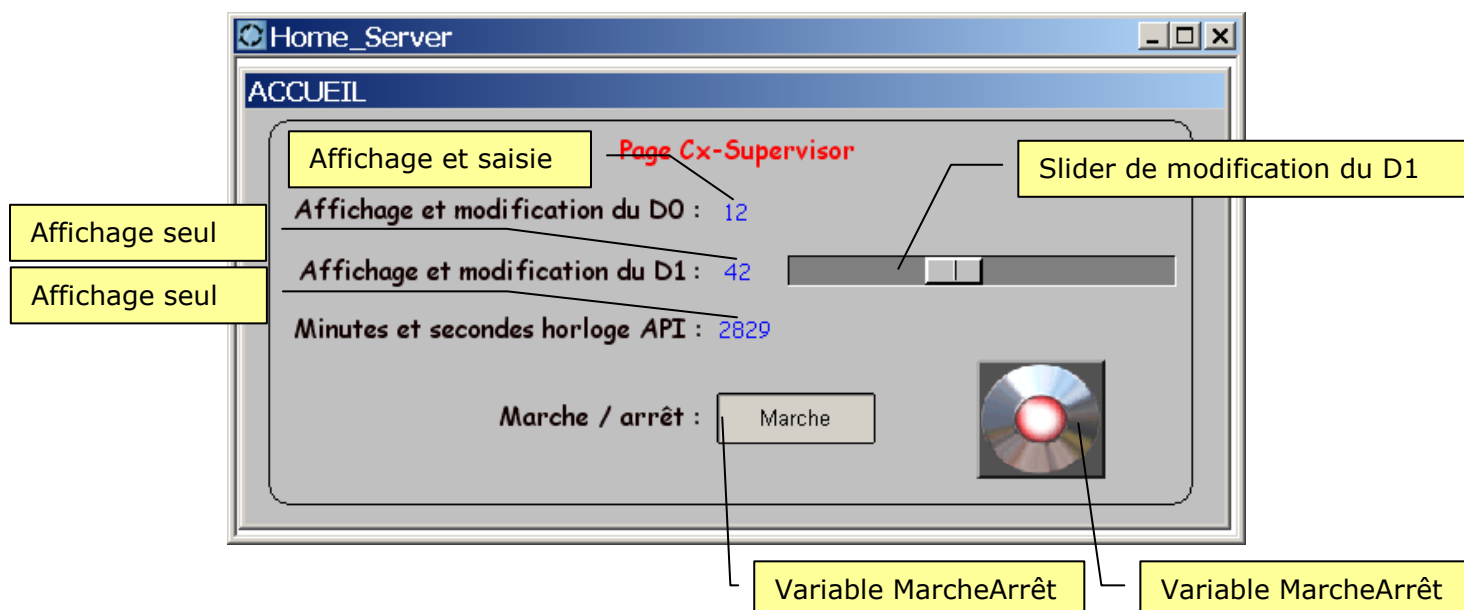 Home_Server
ACCUEIL
Page Cx-Supervisor
Affichage et saisie
Slider de modification du D1
Affichage et modification du D0 : 12
Affichage seul
Affichage et modification du D1 : 42
Affichage seul
Minutes et secondes horloge API : 2829
Marche / arrêt : Marche
Variable MarcheArrêt
Variable MarcheArrêt